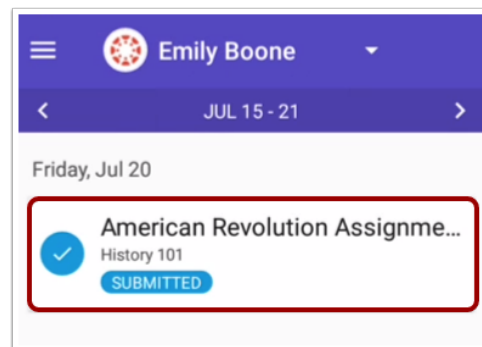 Emily Boone
JUL 15 - 21
Friday, Jul 20
American Revolution Assignme...
History 101
SUBMITTED